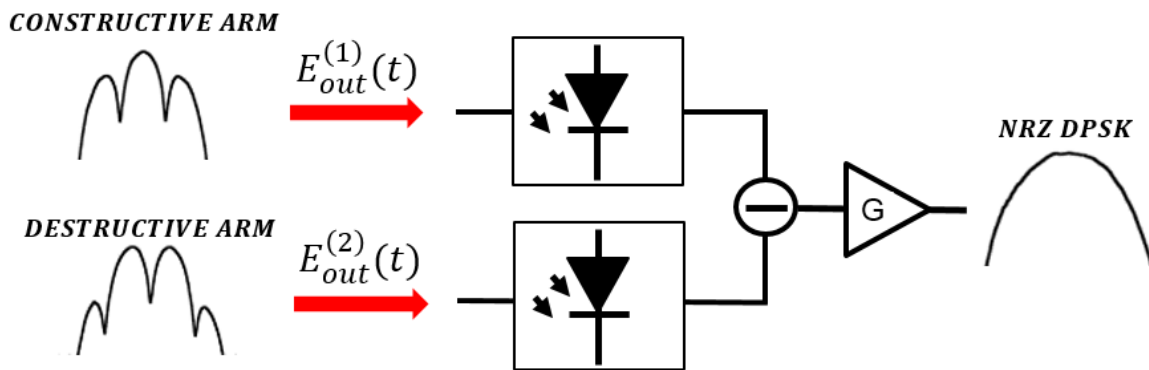 CONSTRUCTIVE ARM
E_{out}^{(1)}(t)
NRZ DPSK
G
DESTRUCTIVE ARM
E_{out}^{(2)}(t)